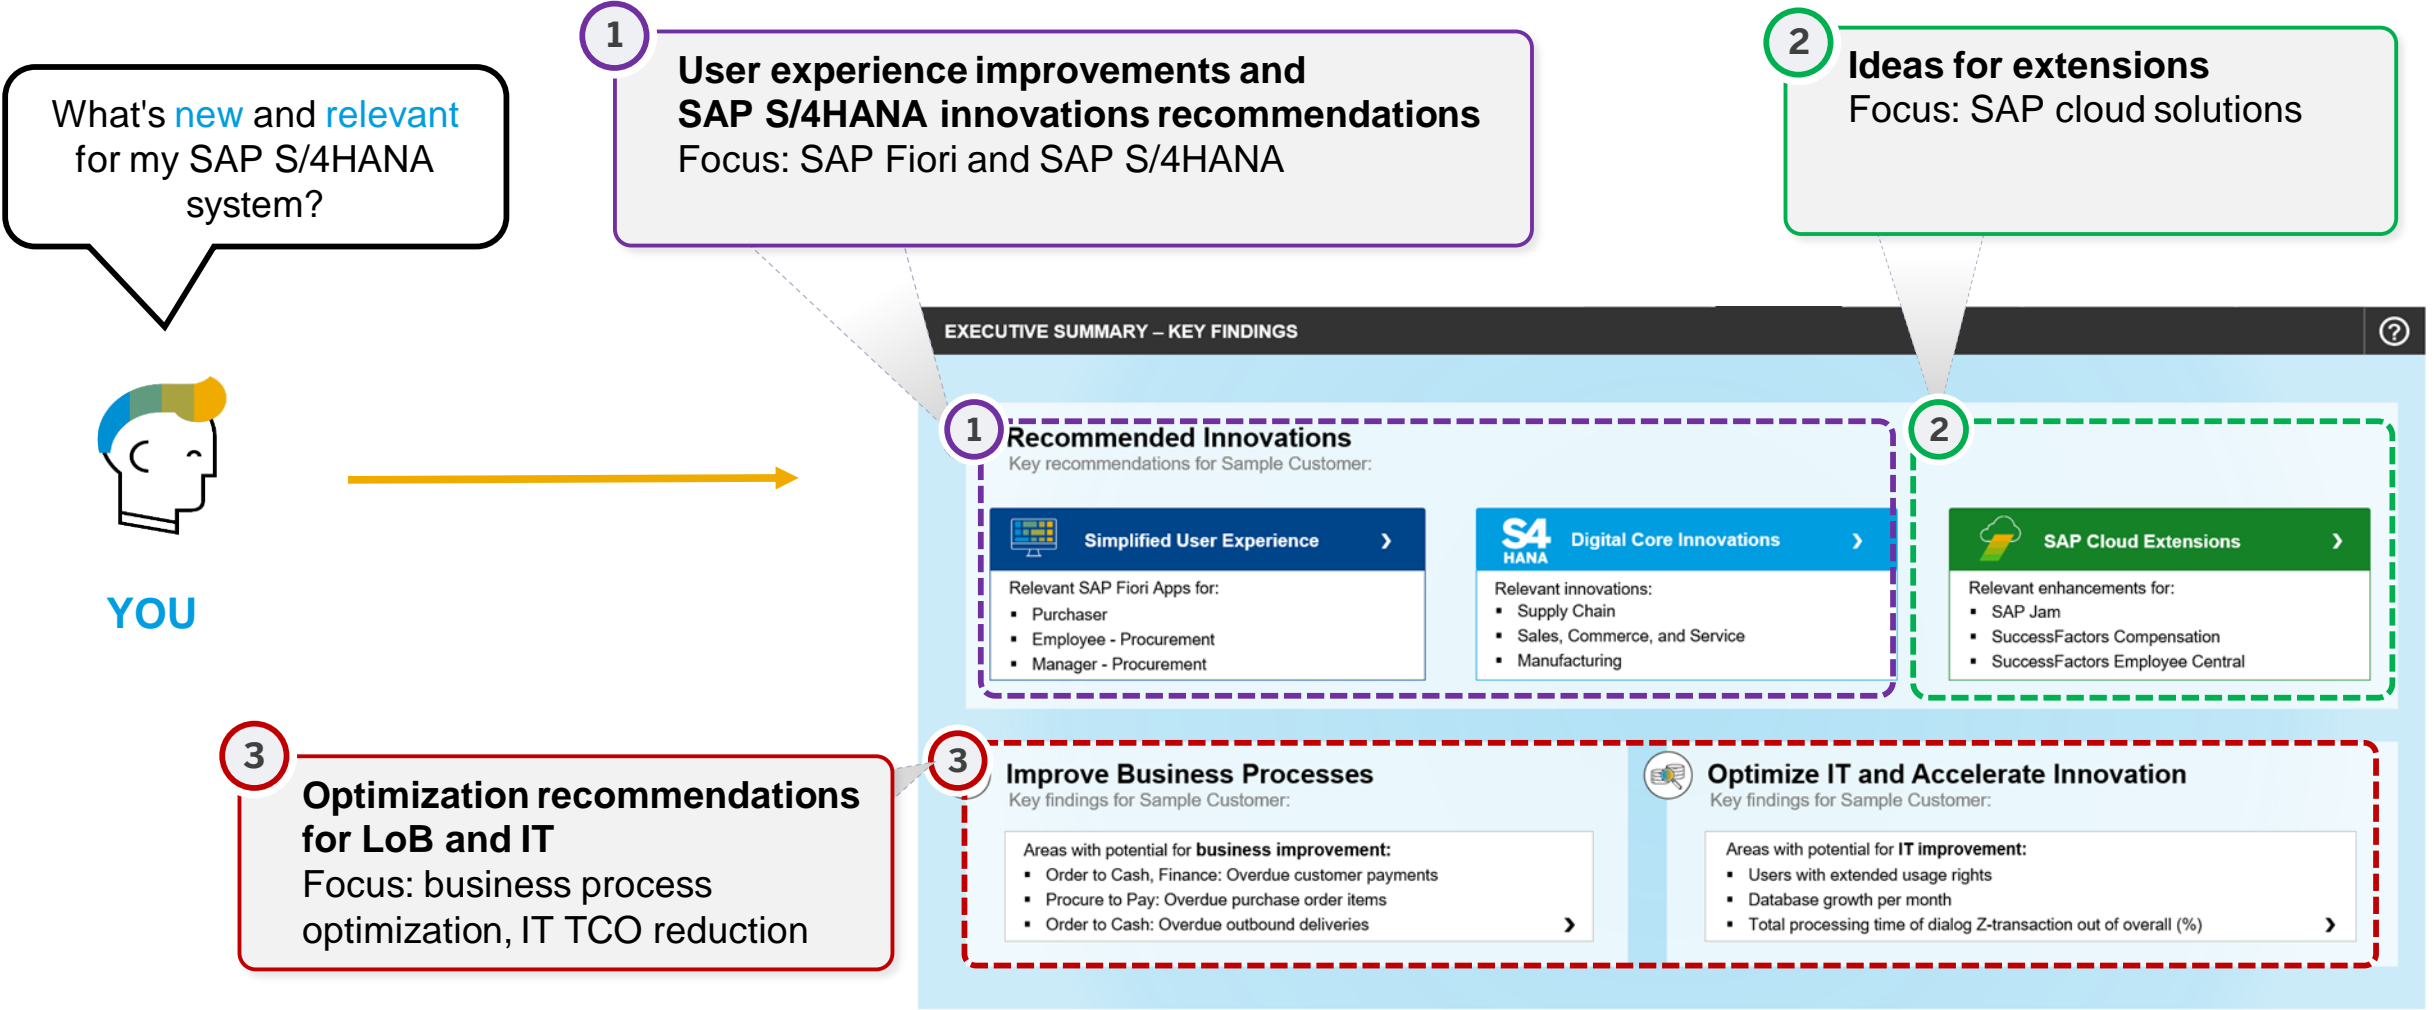 What's new and relevant
for my SAP S/4HANA
system?
YOU
1
User experience improvements and
SAP S/4HANA innovations recommendations
Focus: SAP Fiori and SAP S/4HANA
2
Ideas for extensions
Focus: SAP cloud solutions
EXECUTIVE SUMMARY – KEY FINDINGS
?
1
Recommended Innovations
Key recommendations for Sample Customer:
Simplified User Experience
Relevant SAP Fiori Apps for:
▪ Purchaser
▪ Employee - Procurement
▪ Manager - Procurement
S4
HANA
Digital Core Innovations
Relevant innovations:
▪ Supply Chain
▪ Sales, Commerce, and Service
▪ Manufacturing
2
SAP Cloud Extensions
Relevant enhancements for:
▪ SAP Jam
▪ SuccessFactors Compensation
▪ SuccessFactors Employee Central
3
Optimization recommendations
for LoB and IT
Focus: business process
optimization, IT TCO reduction
3
Improve Business Processes
Key findings for Sample Customer:
Areas with potential for business improvement:
▪ Order to Cash, Finance: Overdue customer payments
▪ Procure to Pay: Overdue purchase order items
▪ Order to Cash: Overdue outbound deliveries
Optimize IT and Accelerate Innovation
Key findings for Sample Customer:
Areas with potential for IT improvement:
▪ Users with extended usage rights
▪ Database growth per month
▪ Total processing time of dialog Z-transaction out of overall (%)